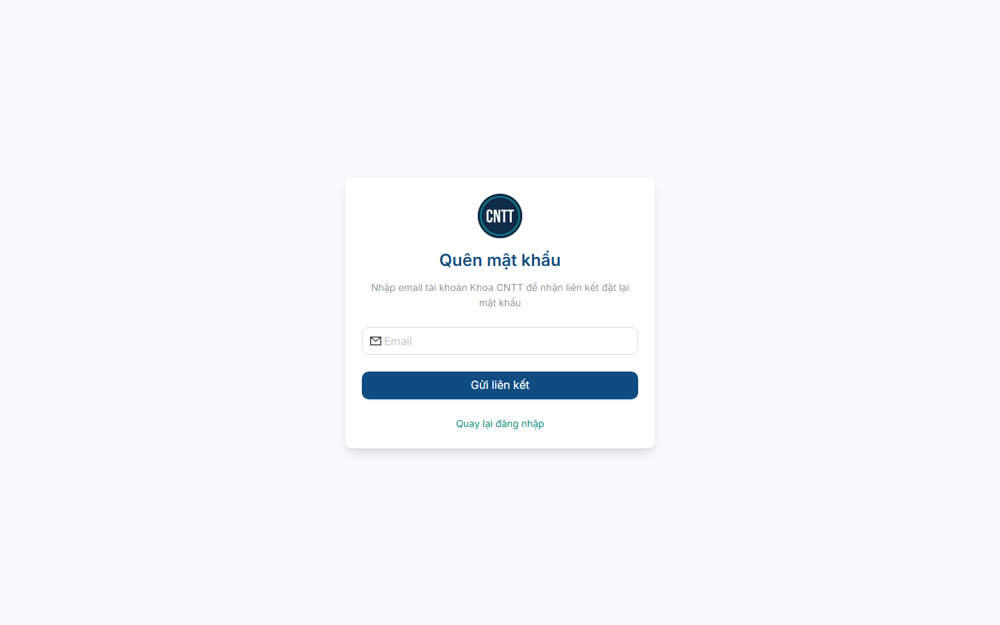 CNTT
Quên mật khẩu
Nhập email tài khoản Khoa CNTT để nhận liên kết đặt lại
mật khẩu
Email
Gửi liên kết
Quay lại đăng nhập